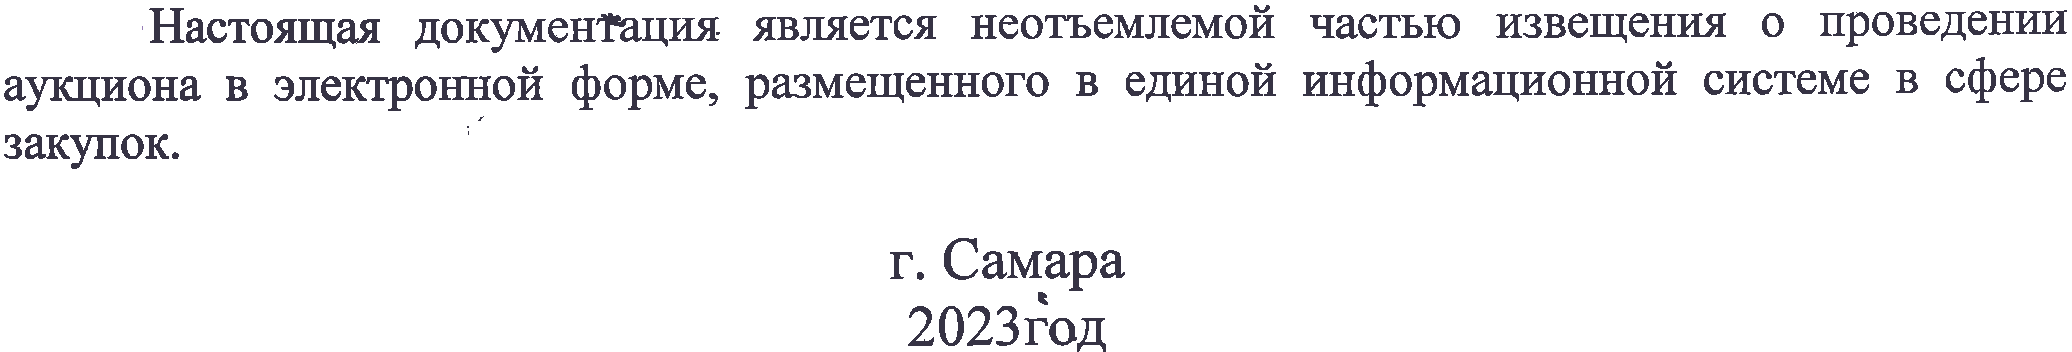 Настоящая документация является неотъемлемой частью извещения о проведении
аукциона в электронной форме, размещенного в единой информационной системе в сфере
закупок.
г. Самара
2023год